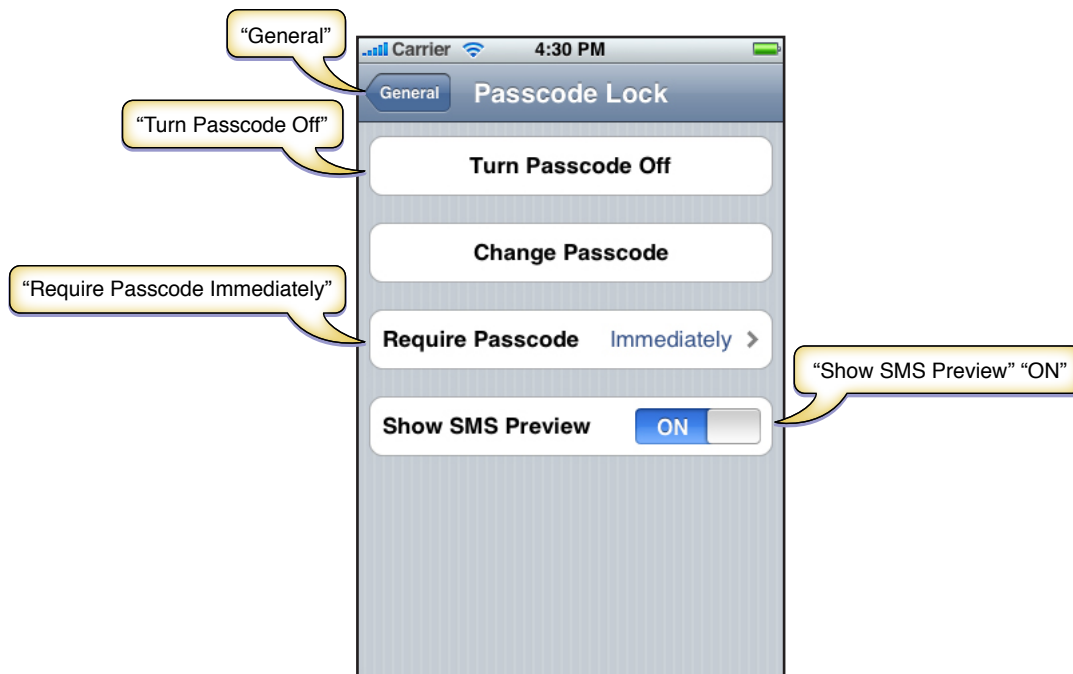 “General”
Carrier 4:30 PM
General Passcode Lock
“Turn Passcode Off”
Turn Passcode Off
Change Passcode
“Require Passcode Immediately”
Require Passcode Immediately
“Show SMS Preview” “ON”
Show SMS Preview ON